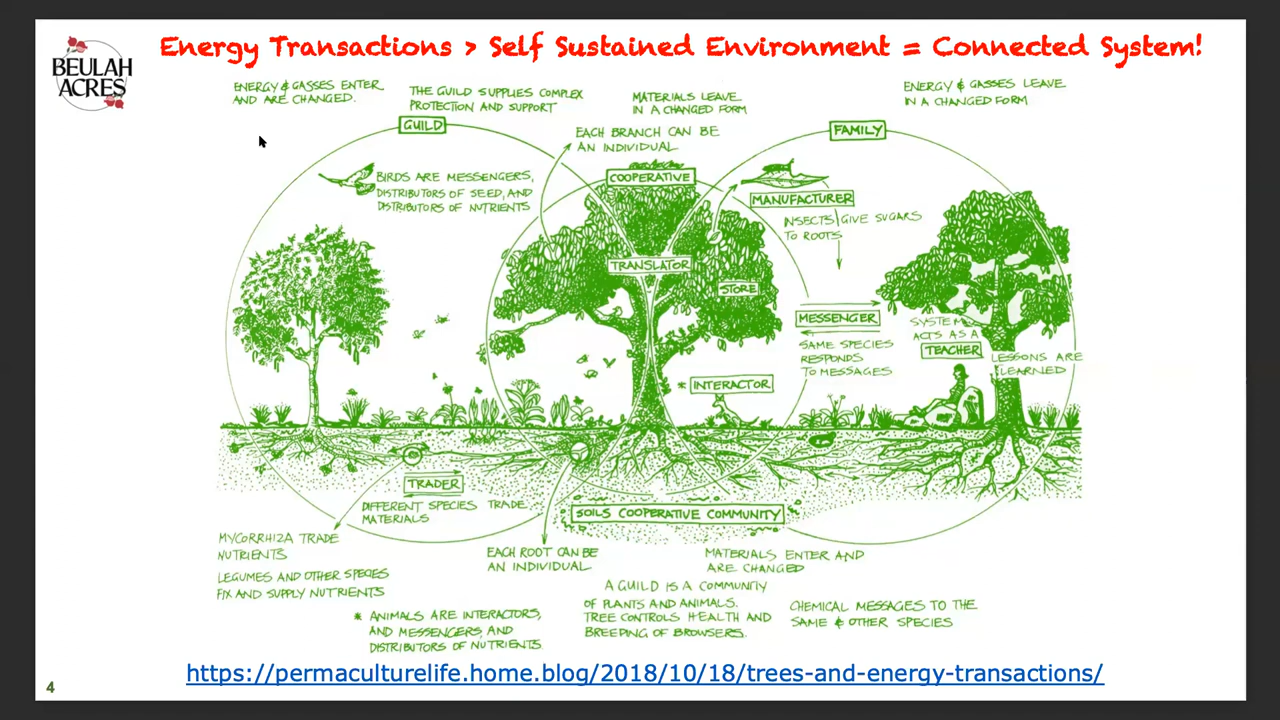 Energy Transactions > Self Sustained Environment = Connected System!
BEULAH
ACRES
ENERGY & GASSES ENTER
AND ARE CHANGED.
THE GUILD SUPPLIES COMPLEX
PROTECTION AND SUPPORT
MATERIALS LEAVE
IN A CHANGED FORM
ENERGY & GASES LEAVE
IN A CHANGED FORM
GUILD
EACH BRANCH CAN BE
AN INDIVIDUAL
FAMILY
BIRDS ARE MESSENGERS,
DISTRIBUTORS OF SEED, AND
DISTRIBUTORS OF NUTRIENTS
COOPERATIVE
MANUFACTURER
INSECTS GIVE SUGARS
TO ROOTS
TRANSLATOR
STORE
MESSENGER
SAME SPECIES
RESPONDS
TO MESSAGES
SYSTEM
ACTS AS A
TEACHER
LESSONS ARE
LEARNED
* INTERACTOR
TRADER
DIFFERENT SPECIES TRADE
MATERIALS
SOILS COOPERATIVE COMMUNITY
MYCORRHIZA TRADE
NUTRIENTS
LEGUMES AND OTHER SPECIES
FIX AND SUPPLY NUTRIENTS
EACH ROOT CAN BE
AN INDIVIDUAL
MATERIALS ENTER AND
ARE CHANGED
* ANIMALS ARE INTERACTORS,
AND MESSENGERS, AND
DISTRIBUTORS OF NUTRIENTS.
A GUILD IS A COMMUNITY
OF PLANTS AND ANIMALS.
TREE CONTROLS HEALTH AND
BREEDING OF BROWSERS.
CHEMICAL MESSAGES TO THE
SAME & OTHER SPECIES
https://permaculturelife.home.blog/2018/10/18/trees-and-energy-transactions/
4